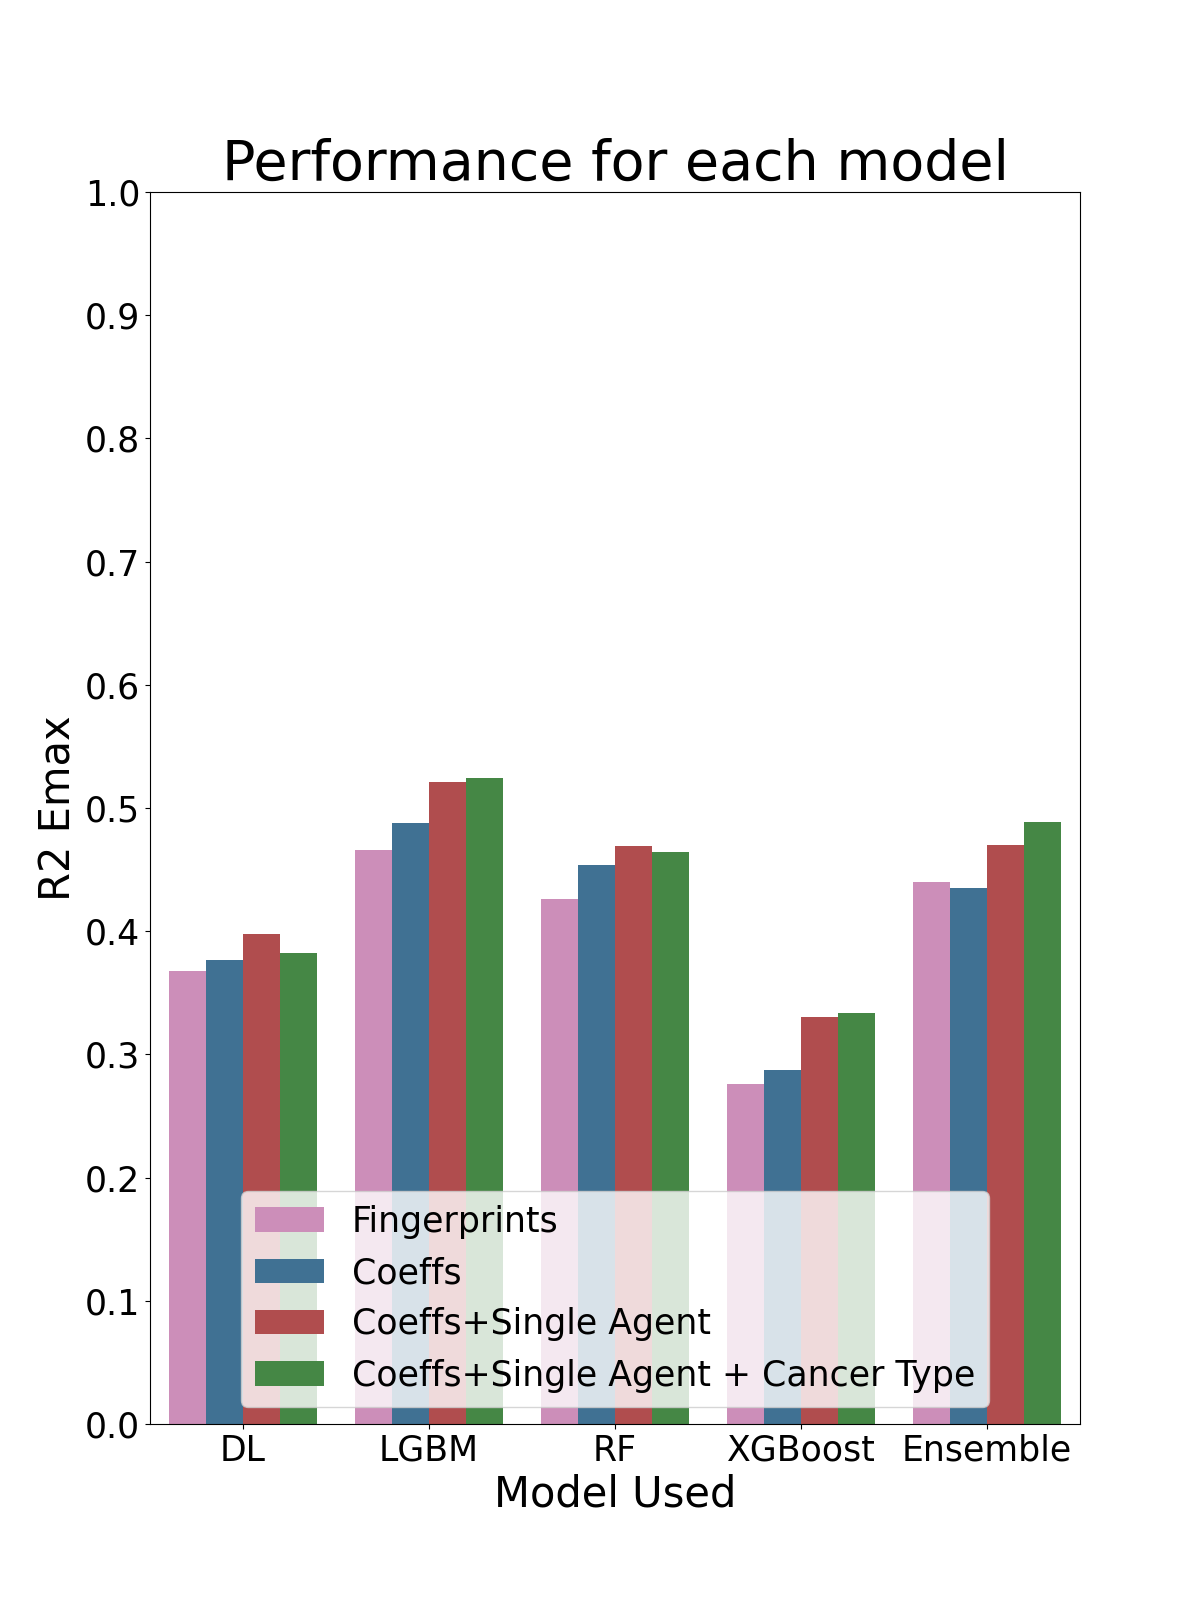 Performance for each model
1.0
0.9
0.8
0.7
0.6
0.5
0.4
0.3
0.2
0.1
0.0
R2 Emax
Fingerprints
Coeffs
Coeffs+Single Agent
Coeffs+Single Agent + Cancer Type
DL LGBM RF XGBoost Ensemble
Model Used